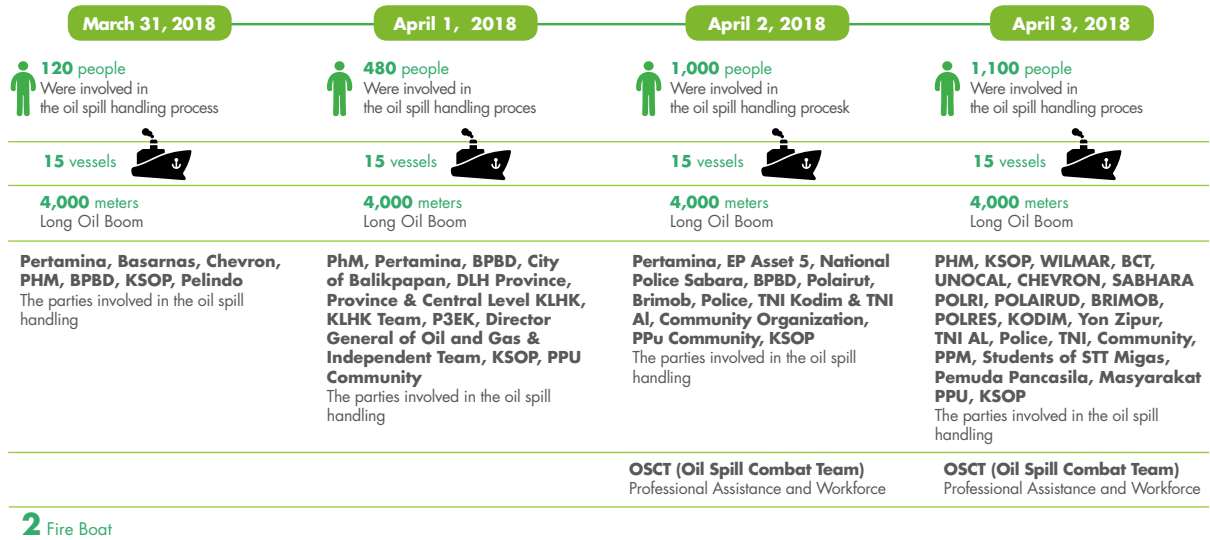 March 31, 2018
120 people
Were involved in
the oil spill handling process
15 vessels
4,000 meters
Long Oil Boom
Pertamina, Basarnas, Chevron,
PHM, BPBD, KSOP, Pelindo
The parties involved in the oil spill
handling
April 1, 2018
480 people
Were involved in
the oil spill handling proces
15 vessels
4,000 meters
Long Oil Boom
PhM, Pertamina, BPBD, City
of Balikpapan, DLH Province,
Province & Central Level KLHK,
KLHK Team, P3EK, Director
General of Oil and Gas &
Independent Team, KSOP, PPU
Community
The parties involved in the oil spill
handling
April 2, 2018
1,000 people
Were involved in
the oil spill handling procesk
15 vessels
4,000 meters
Long Oil Boom
Pertamina, EP Asset 5, National
Police Sabara, BPBD, Polairut,
Brimob, Police, TNI Kodim & TNI
Al, Community Organization,
PPu Community, KSOP
The parties involved in the oil spill
handling
OSCT (Oil Spill Combat Team)
Professional Assistance and Workforce
April 3, 2018
1,100 people
Were involved in
the oil spill handling proces
15 vessels
4,000 meters
Long Oil Boom
PHM, KSOP, WILMAR, BCT,
UNOCAL, CHEVRON, SABHARA
POLRI, POLAIRUD, BRIMOB,
POLRES, KODIM, Yon Zipur,
TNI AL, Police, TNI, Community,
PPM, Students of STT Migas,
Pemuda Pancasila, Masyarakat
PPU, KSOP
The parties involved in the oil spill
handling
OSCT (Oil Spill Combat Team)
Professional Assistance and Workforce
2 Fire Boat